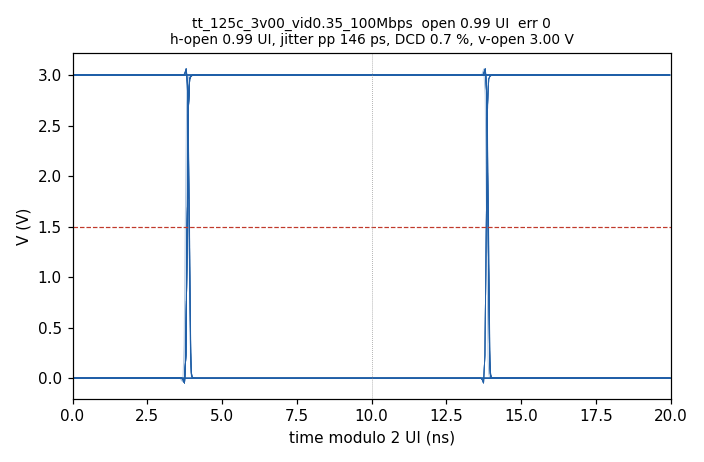 tt_125c_3v00_vid0.35_100Mbps  open 0.99 UI  err 0
h-open 0.99 UI, jitter pp 146 ps, DCD 0.7 %, v-open 3.00 V
3.0
2.5
2.0
1.5
1.0
0.5
0.0
V (V)
0.0 2.5 5.0 7.5 10.0 12.5 15.0 17.5 20.0
time modulo 2 UI (ns)